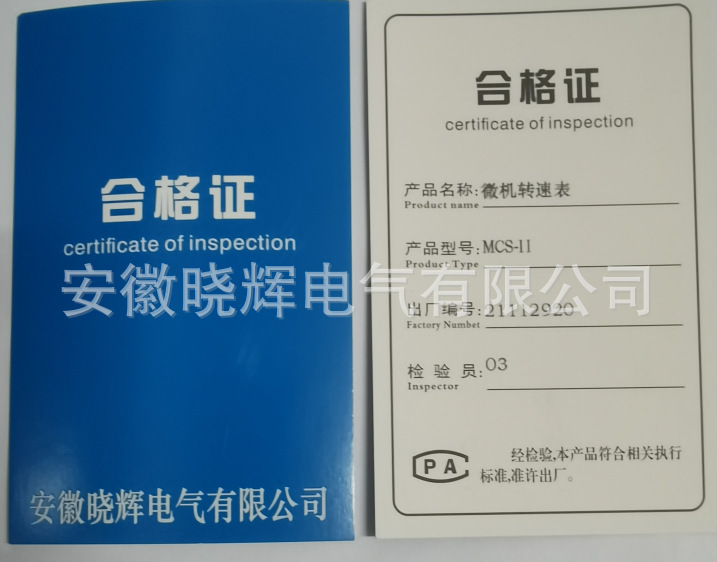 合格证
certificate of inspection
安徽晓辉电气有限公司
合格证
certificate of inspection
产品名称:微机转速表
Product name
产品型号:MCS-II
Product Type
安徽晓辉电气有限公司
出厂编号:21112920
Factory Numbet
检验员:03
Inspector
CPA
经检验,本产品符合相关执行
标准,准许出厂。